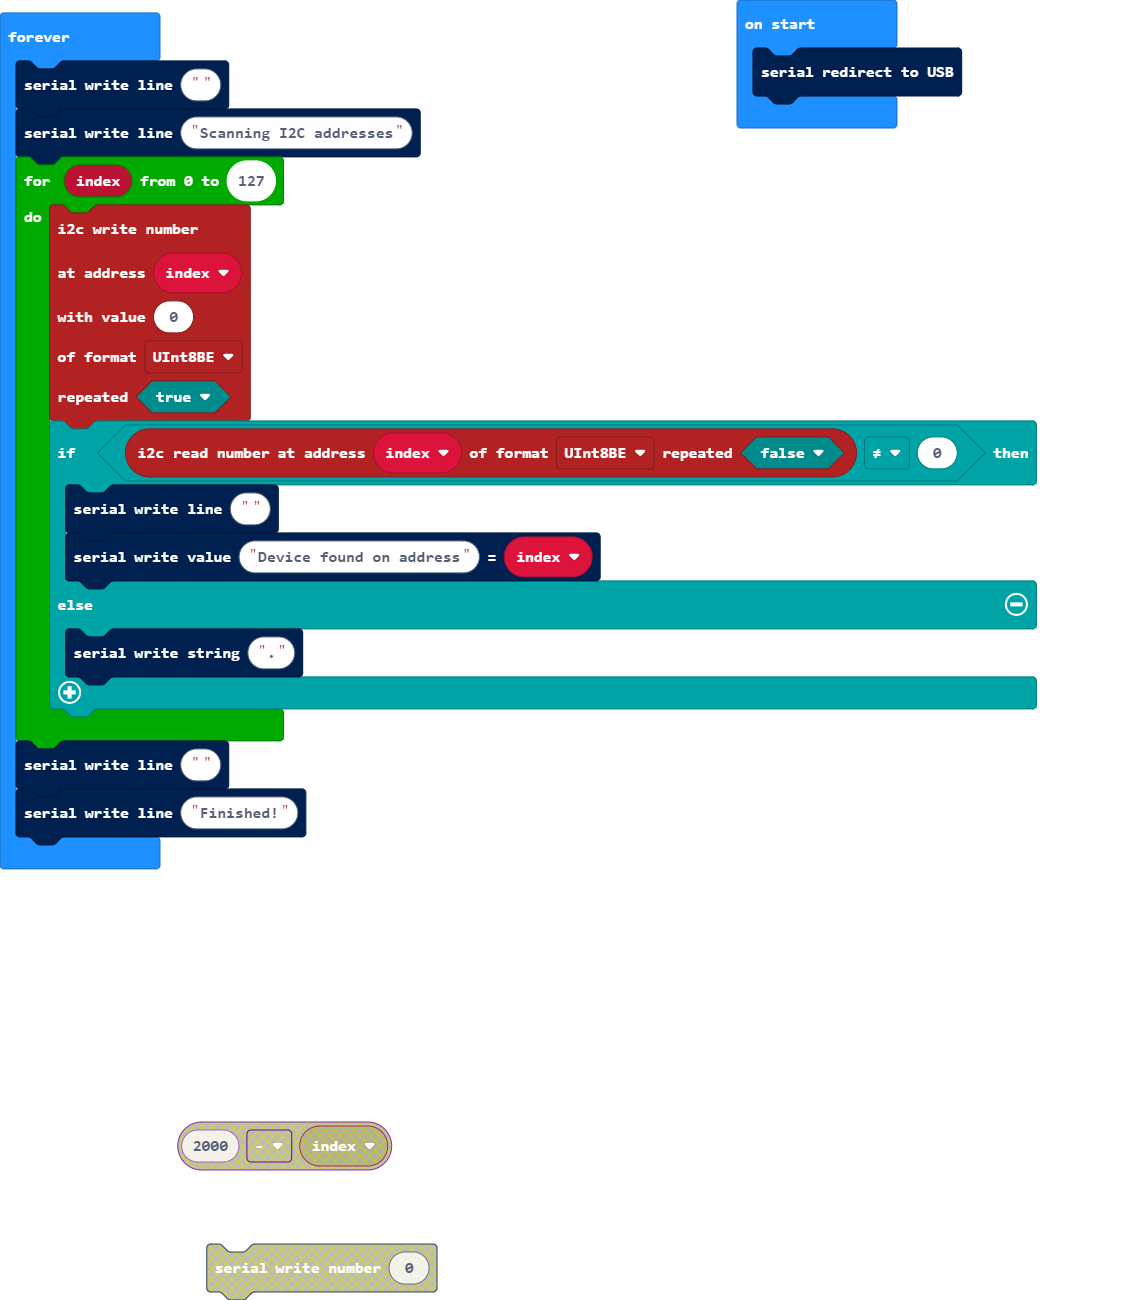 forever
serial write line " "
serial write line "Scanning I2C addresses"
for index from 0 to 127
do
i2c write number
at address index
with value 0
of format UInt8BE
repeated true
if i2c read number at address index of format UInt8BE repeated false ≠ 0 then
serial write line " "
serial write value "Device found on address" = index
else
serial write string "."
serial write line " "
serial write line "Finished!"
on start
serial redirect to USB
2000 - index
serial write number 0